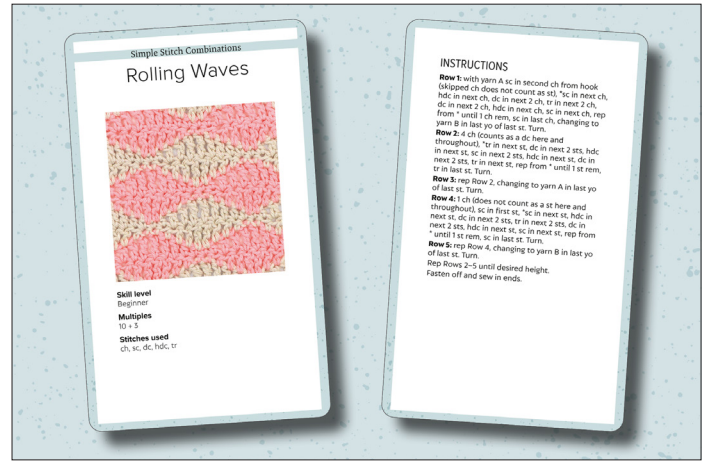 Simple Stitch Combinations
Rolling Waves
Skill level
Beginner
Multiples
10 + 3
Stitches used
ch, sc, dc, hdc, tr
INSTRUCTIONS
Row 1: with yarn A sc in second ch from hook
(skipped ch does not count as st), *sc in next ch,
hdc in next ch, dc in next 2 ch, tr in next 2 ch,
dc in next 2 ch, hdc in next ch, sc in next ch, rep
from * until 1 ch rem, sc in last ch, changing to
yarn B in last yo of last st. Turn.
Row 2: 4 ch (counts as a dc here and
throughout), *tr in next st, dc in next 2 sts, hdc
in next st, sc in next 2 sts, hdc in next st, dc in
next 2 sts, tr in next st, rep from * until 1 st rem,
tr in last st. Turn.
Row 3: rep Row 2, changing to yarn A in last yo
of last st. Turn.
Row 4: 1 ch (does not count as a st here and
throughout), sc in first st, *sc in next st, hdc in
next st, dc in next 2 sts, tr in next 2 sts, dc in
next 2 sts, hdc in next st, sc in next st, rep from
* until 1 st rem, sc in last st. Turn.
Row 5: rep Row 4, changing to yarn B in last yo
of last st. Turn.
Rep Rows 2–5 until desired height.
Fasten off and sew in ends.